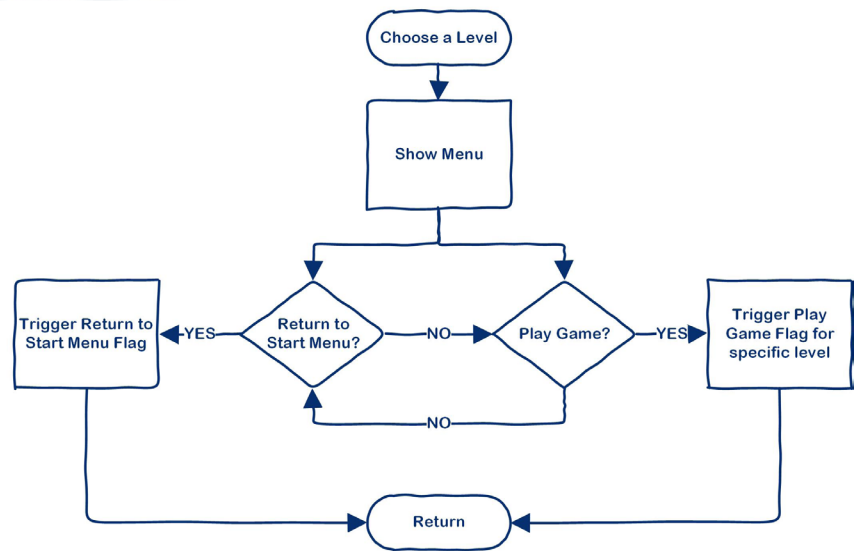 Choose a Level
Show Menu
Trigger Return to
Start Menu Flag
YES
Return to
Start Menu?
NO
Play Game?
YES
Trigger Play
Game Flag for
specific level
NO
Return